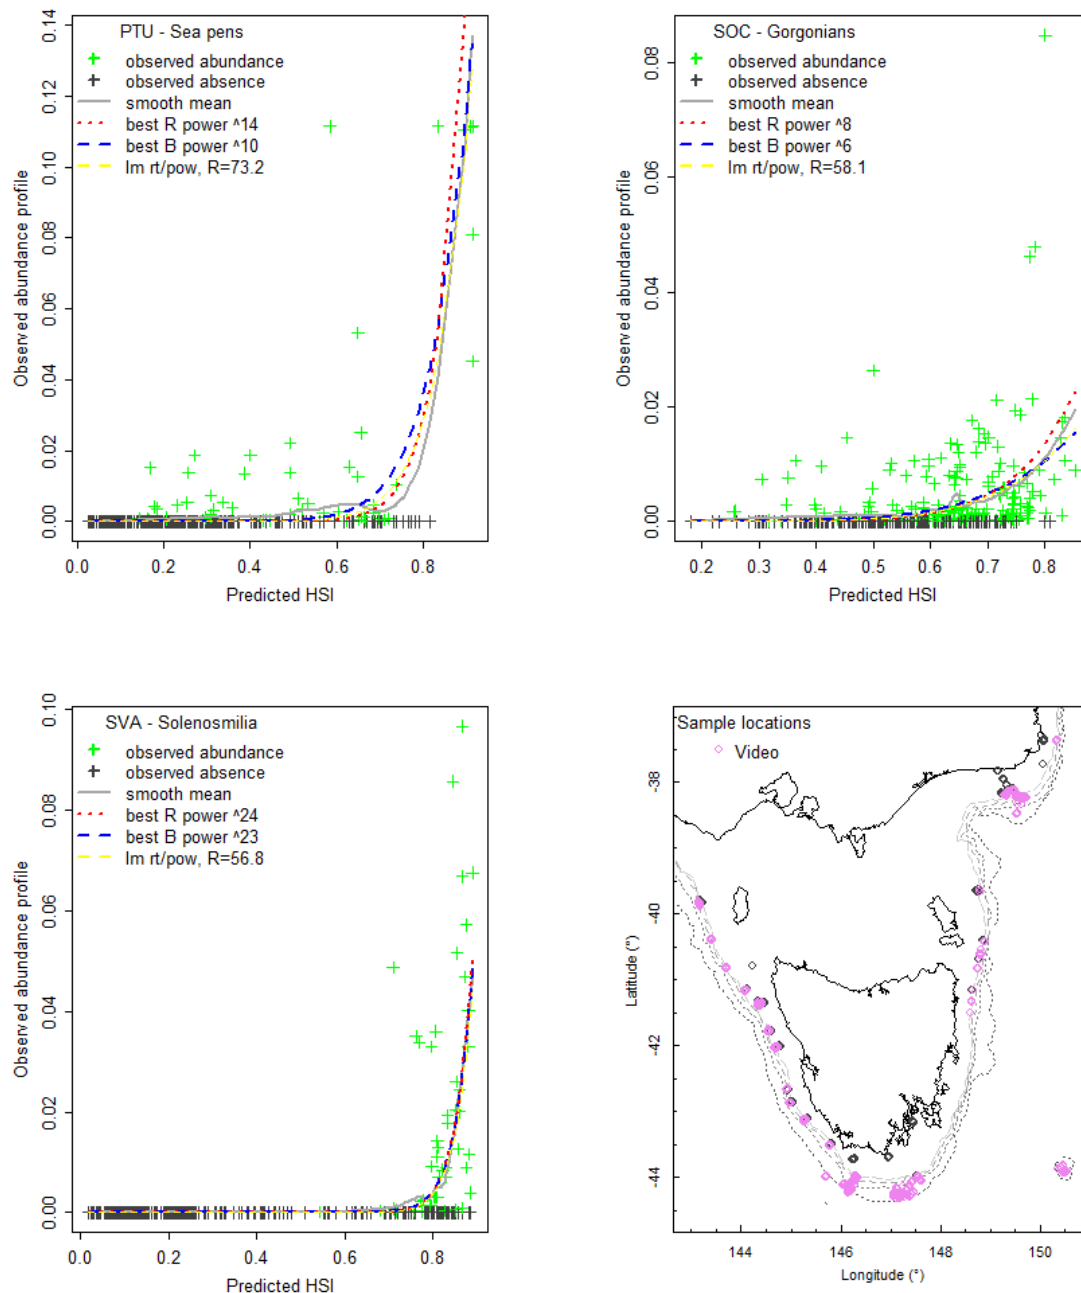 PTU - Sea pens
observed abundance
observed absence
smooth mean
best R power ^14
best B power ^10
lm rt/pow, R=73.2
Observed abundance profile
0.00 0.02 0.04 0.06 0.08 0.10 0.12 0.14
0.0 0.2 0.4 0.6 0.8
Predicted HSI
SOC - Gorgonians
observed abundance
observed absence
smooth mean
best R power ^8
best B power ^6
lm rt/pow, R=58.1
Observed abundance profile
0.00 0.02 0.04 0.06 0.08
0.2 0.3 0.4 0.5 0.6 0.7 0.8
Predicted HSI
SVA - Solenosmilia
observed abundance
observed absence
smooth mean
best R power ^24
best B power ^23
lm rt/pow, R=56.8
Observed abundance profile
0.00 0.02 0.04 0.06 0.08 0.10
0.0 0.2 0.4 0.6 0.8
Predicted HSI
Sample locations
Video
Latitude (°)
-44 -42 -40 -38
144 146 148 150
Longitude (°)